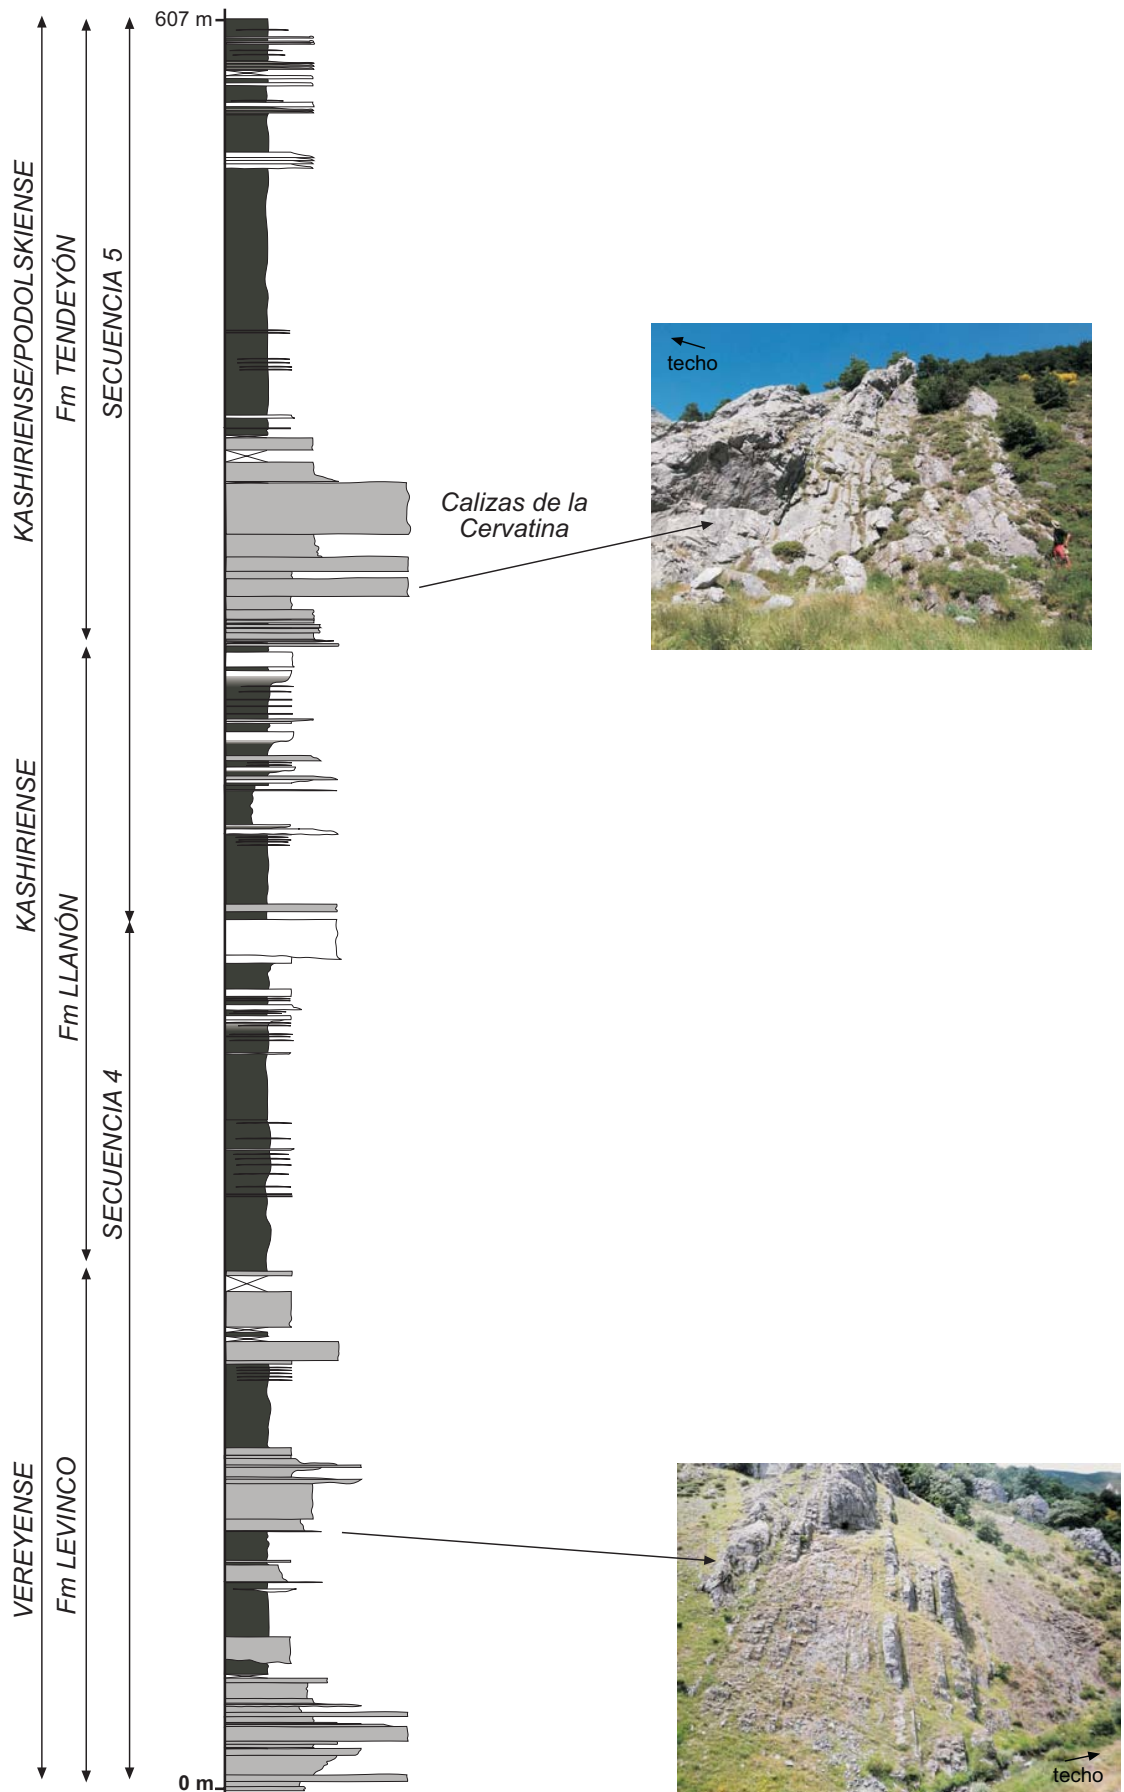 607 m
KASHIRIENSE/PODOLSKIENSE
Fm TENDEYÓN
SECUENCIA 5
techo
Calizas de la
Cervatina
KASHIRIENSE
Fm LLANÓN
SECUENCIA 4
VEREYENSE
Fm LEVINCO
0 m
techo